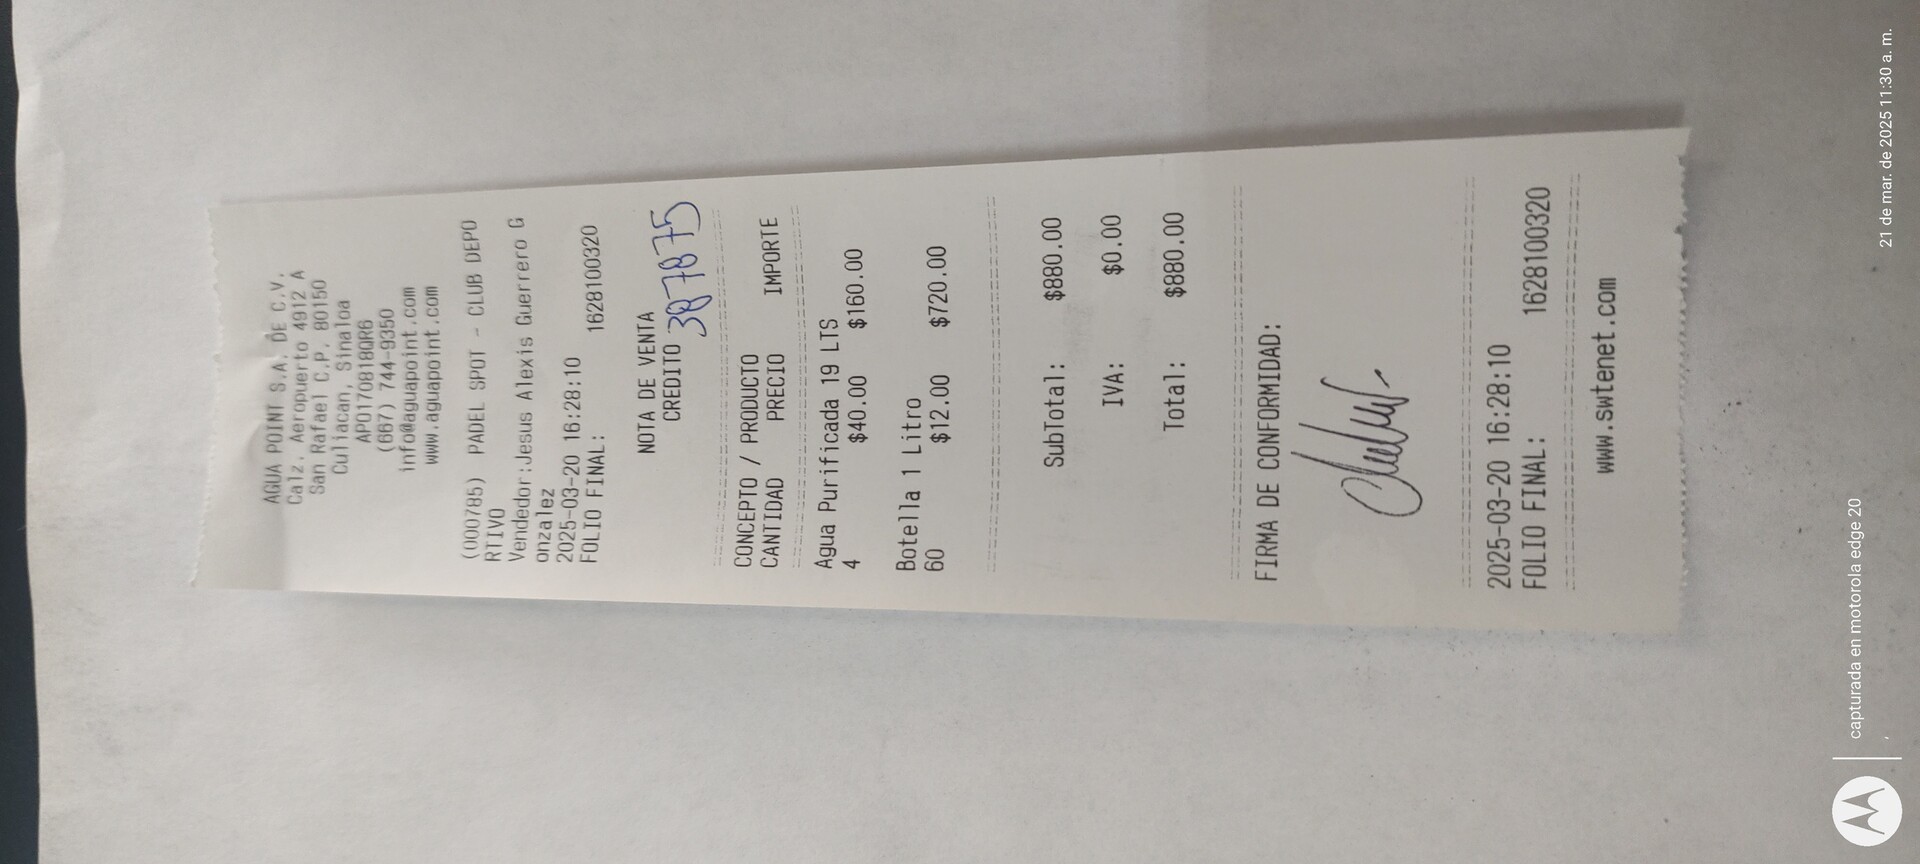 AGUA POINT S.A. DE C.V.
Calz. Aeropuerto 4912 A
San Rafael C.P. 80150
Culiacan, Sinaloa
APO170818QR6
(667) 744-9350
info@aguapoint.com
www.aguapoint.com
(000785) PADEL SPOT - CLUB DEPO
RTIVO
Vendedor:Jesus Alexis Guerrero G
onzalez
2025-03-20 16:28:10
FOLIO FINAL: 1628100320
NOTA DE VENTA
CREDITO 387875
CONCEPTO / PRODUCTO
CANTIDAD PRECIO IMPORTE
Agua Purificada 19 LTS
4 $40.00 $160.00
Botella 1 Litro
60 $12.00 $720.00
SubTotal: $880.00
IVA: $0.00
Total: $880.00
FIRMA DE CONFORMIDAD:
2025-03-20 16:28:10
FOLIO FINAL: 1628100320
www.swtenet.com
capturada en motorola edge 20
21 de mar. de 2025 11:30 a. m.